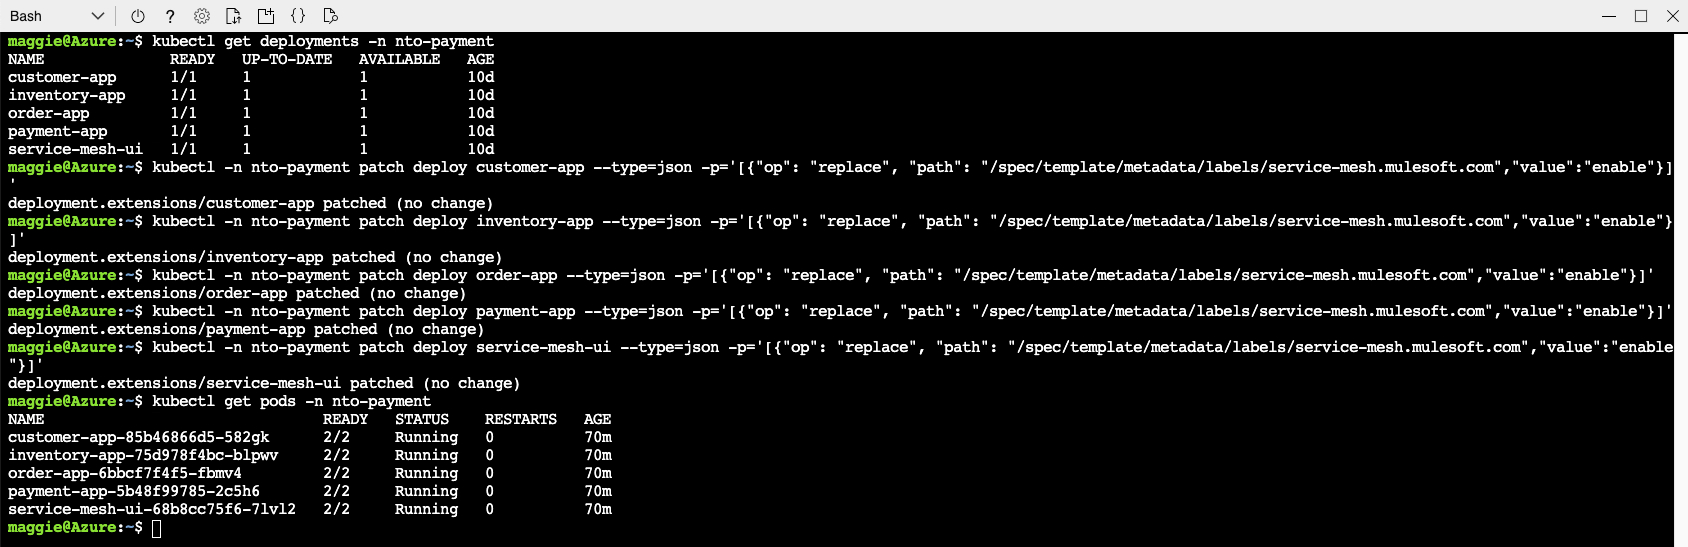 Bash
maggie@Azure:~$ kubectl get deployments -n nto-payment
NAME              READY   UP-TO-DATE   AVAILABLE   AGE
customer-app      1/1     1            1           10d
inventory-app     1/1     1            1           10d
order-app         1/1     1            1           10d
payment-app       1/1     1            1           10d
service-mesh-ui   1/1     1            1           10d
maggie@Azure:~$ kubectl -n nto-payment patch deploy customer-app --type=json -p='[{"op": "replace", "path": "/spec/template/metadata/labels/service-mesh.mulesoft.com","value":"enable"}]
'
deployment.extensions/customer-app patched (no change)
maggie@Azure:~$ kubectl -n nto-payment patch deploy inventory-app --type=json -p='[{"op": "replace", "path": "/spec/template/metadata/labels/service-mesh.mulesoft.com","value":"enable"}
]'
deployment.extensions/inventory-app patched (no change)
maggie@Azure:~$ kubectl -n nto-payment patch deploy order-app --type=json -p='[{"op": "replace", "path": "/spec/template/metadata/labels/service-mesh.mulesoft.com","value":"enable"}]'
deployment.extensions/order-app patched (no change)
maggie@Azure:~$ kubectl -n nto-payment patch deploy payment-app --type=json -p='[{"op": "replace", "path": "/spec/template/metadata/labels/service-mesh.mulesoft.com","value":"enable"}]'
deployment.extensions/payment-app patched (no change)
maggie@Azure:~$ kubectl -n nto-payment patch deploy service-mesh-ui --type=json -p='[{"op": "replace", "path": "/spec/template/metadata/labels/service-mesh.mulesoft.com","value":"enable
"}]'
deployment.extensions/service-mesh-ui patched (no change)
maggie@Azure:~$ kubectl get pods -n nto-payment
NAME                               READY   STATUS    RESTARTS   AGE
customer-app-85b46866d5-582gk      2/2     Running   0          70m
inventory-app-75d978f4bc-blpwv     2/2     Running   0          70m
order-app-6bbcf7f4f5-fbmv4         2/2     Running   0          70m
payment-app-5b48f99785-2c5h6       2/2     Running   0          70m
service-mesh-ui-68b8cc75f6-7lvl2   2/2     Running   0          70m
maggie@Azure:~$